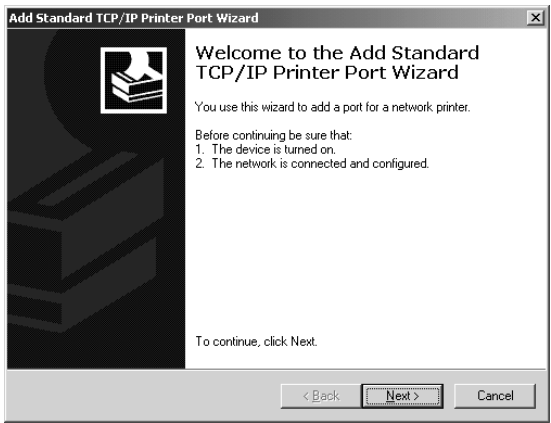 Add Standard TCP/IP Printer Port Wizard
Welcome to the Add Standard
TCP/IP Printer Port Wizard
You use this wizard to add a port for a network printer.
Before continuing be sure that:
1. The device is turned on.
2. The network is connected and configured.
To continue, click Next.
< Back Next > Cancel